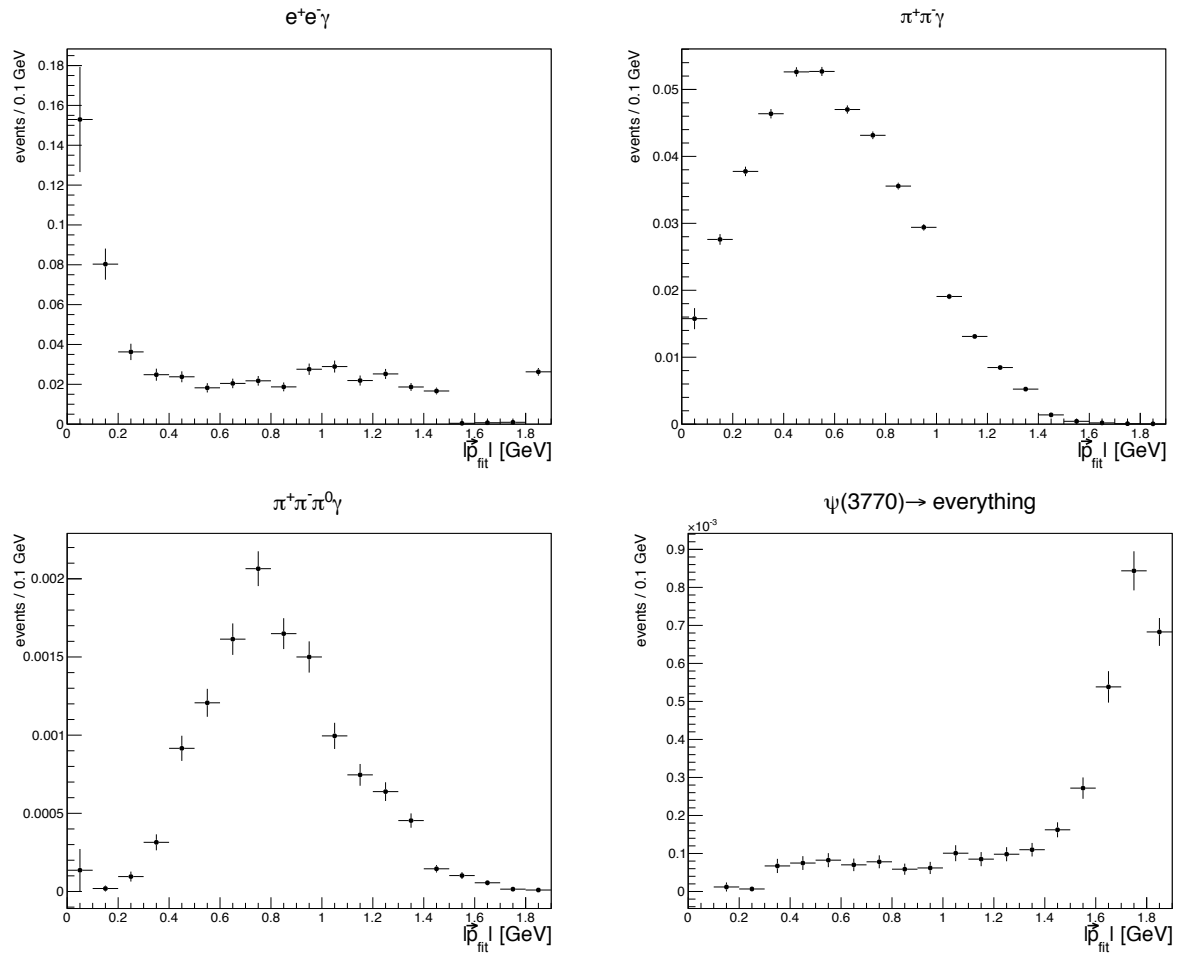 e⁺e⁻γ
events / 0.1 GeV
0.18
0.16
0.14
0.12
0.1
0.08
0.06
0.04
0.02
0
0 0.2 0.4 0.6 0.8 1 1.2 1.4 1.6 1.8
|p⃗_fit| [GeV]
π⁺π⁻γ
events / 0.1 GeV
0.05
0.04
0.03
0.02
0.01
0
0 0.2 0.4 0.6 0.8 1 1.2 1.4 1.6 1.8
|p⃗_fit| [GeV]
π⁺π⁻π⁰γ
events / 0.1 GeV
0.002
0.0015
0.001
0.0005
0
0 0.2 0.4 0.6 0.8 1 1.2 1.4 1.6 1.8
|p⃗_fit| [GeV]
ψ(3770)→ everything
×10⁻³
events / 0.1 GeV
0.9
0.8
0.7
0.6
0.5
0.4
0.3
0.2
0.1
0
0 0.2 0.4 0.6 0.8 1 1.2 1.4 1.6 1.8
|p⃗_fit| [GeV]